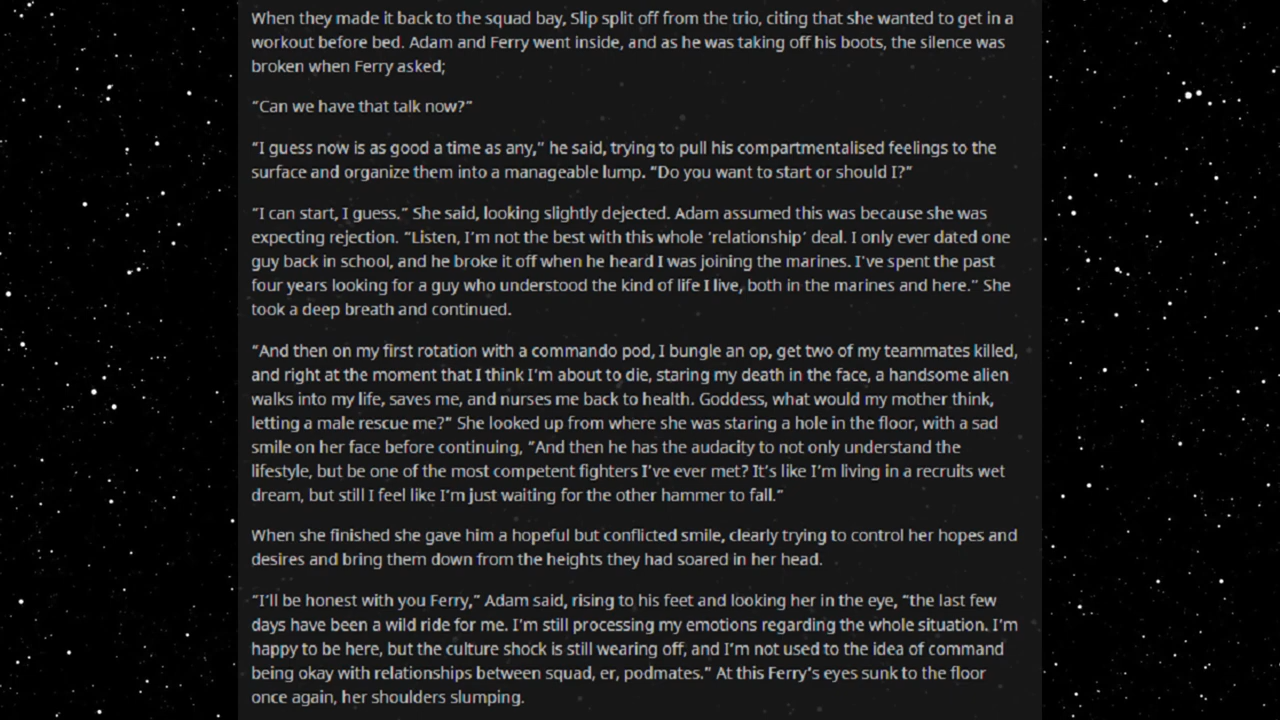 When they made it back to the squad bay, Slip split off from the trio, citing that she wanted to get in a
workout before bed. Adam and Ferry went inside, and as he was taking off his boots, the silence was
broken when Ferry asked;
“Can we have that talk now?”
“I guess now is as good a time as any,” he said, trying to pull his compartmentalised feelings to the
surface and organize them into a manageable lump. “Do you want to start or should I?”
“I can start, I guess.” She said, looking slightly dejected. Adam assumed this was because she was
expecting rejection. “Listen, I’m not the best with this whole ‘relationship’ deal. I only ever dated one
guy back in school, and he broke it off when he heard I was joining the marines. I’ve spent the past
four years looking for a guy who understood the kind of life I live, both in the marines and here.” She
took a deep breath and continued.
“And then on my first rotation with a commando pod, I bungle an op, get two of my teammates killed,
and right at the moment that I think I’m about to die, staring my death in the face, a handsome alien
walks into my life, saves me, and nurses me back to health. Goddess, what would my mother think,
letting a male rescue me?” She looked up from where she was staring a hole in the floor, with a sad
smile on her face before continuing, “And then he has the audacity to not only understand the
lifestyle, but be one of the most competent fighters I’ve ever met? It’s like I’m living in a recruits wet
dream, but still I feel like I’m just waiting for the other hammer to fall.”
When she finished she gave him a hopeful but conflicted smile, clearly trying to control her hopes and
desires and bring them down from the heights they had soared in her head.
“I’ll be honest with you Ferry,” Adam said, rising to his feet and looking her in the eye, “the last few
days have been a wild ride for me. I’m still processing my emotions regarding the whole situation. I’m
happy to be here, but the culture shock is still wearing off, and I’m not used to the idea of command
being okay with relationships between squad, er, podmates.” At this Ferry’s eyes sunk to the floor
once again, her shoulders slumping.